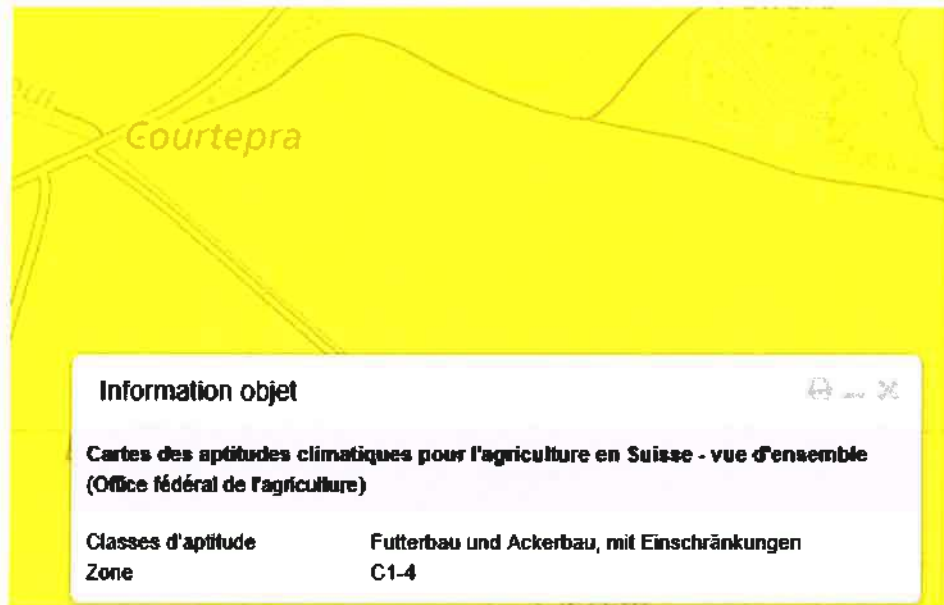 Courtepra
Information objet
Cartes des aptitudes climatiques pour l'agriculture en Suisse - vue d'ensemble
(Office fédéral de l'agriculture)
Classes d'aptitude Futterbau und Ackerbau, mit Einschränkungen
Zone C1-4